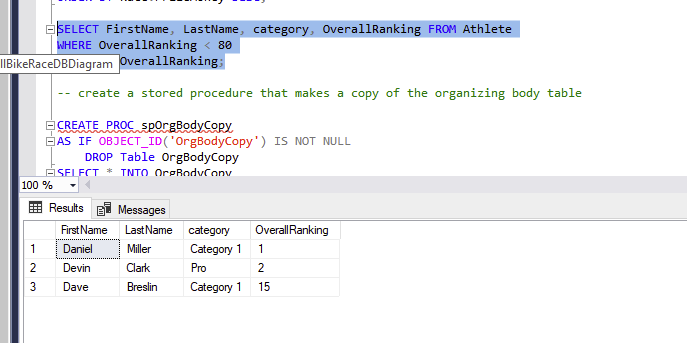 SELECT FirstName, LastName, category, OverallRanking FROM Athlete
WHERE OverallRanking < 80
llBikeRaceDBDiagram OverallRanking;
-- create a stored procedure that makes a copy of the organizing body table
CREATE PROC spOrgBodyCopy
AS IF OBJECT_ID('OrgBodyCopy') IS NOT NULL
DROP Table OrgBodyCopy
SELECT * INTO OrgBodyCopy
100 %
Results Messages
FirstName LastName category OverallRanking
1 Daniel Miller Category 1 1
2 Devin Clark Pro 2
3 Dave Breslin Category 1 15